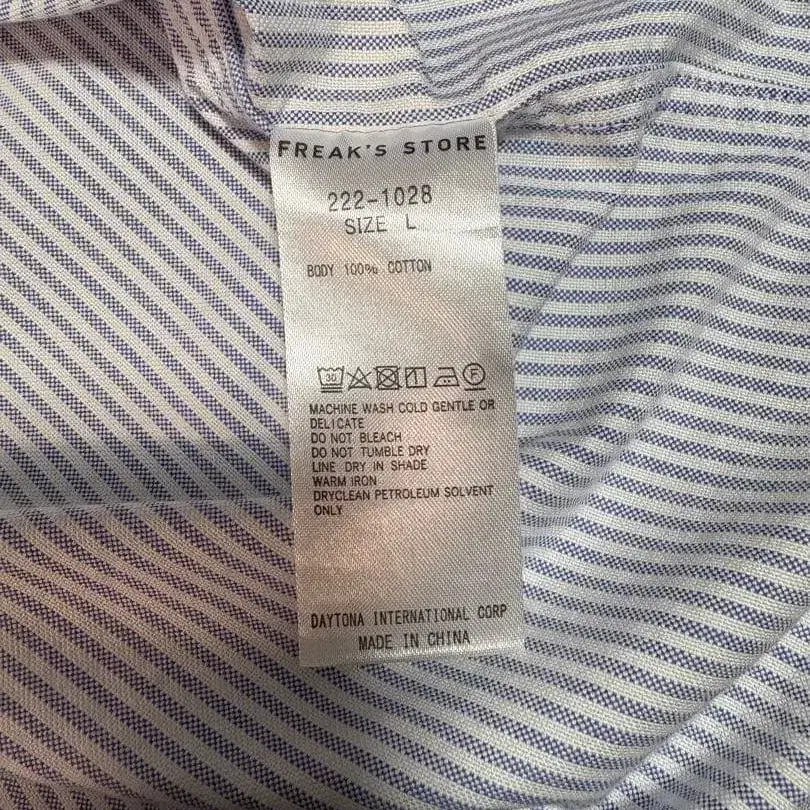 FREAK'S STORE
222-1028
SIZE L
BODY 100% COTTON
30 F
MACHINE WASH COLD GENTLE OR
DELICATE
DO NOT BLEACH
DO NOT TUMBLE DRY
LINE DRY IN SHADE
WARM IRON
DRYCLEAN PETROLEUM SOLVENT
ONLY
DAYTONA INTERNATIONAL CORP
MADE IN CHINA